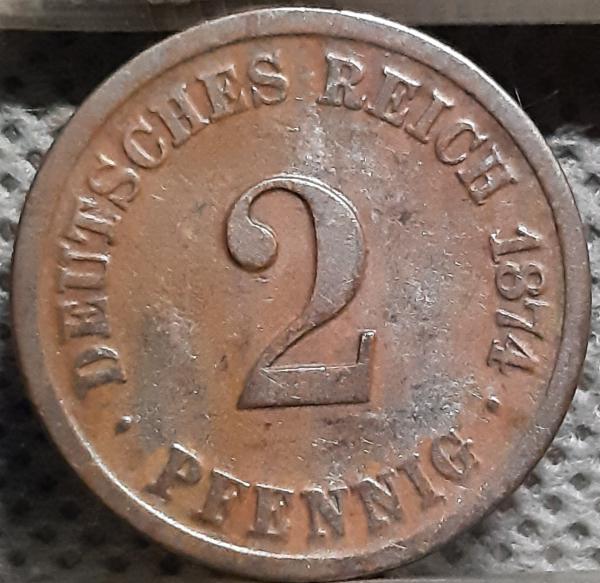 DEUTSCHES REICH 1874
2
· PFENNIG ·